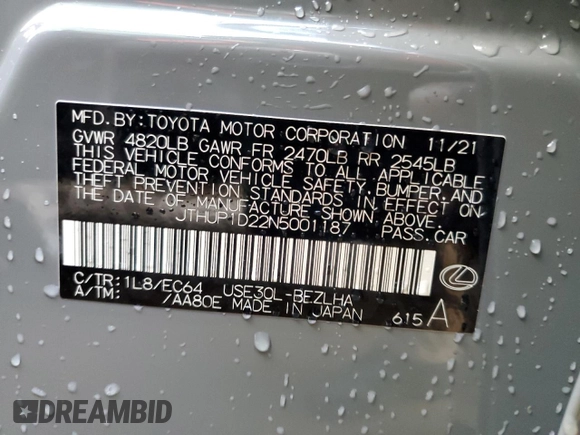 MFD.BY:TOYOTA MOTOR CORPORATION 11/21
GVWR 4820LB GAWR FR 2470LB RR 2545LB
THIS VEHICLE CONFORMS TO ALL APPLICABLE
FEDERAL MOTOR VEHICLE SAFETY,BUMPER,AND
THEFT PREVENTION STANDARDS IN EFFECT ON
THE DATE OF MANUFACTURE SHOWN ABOVE.
JTHUP1D22N5001187 PASS.CAR
C/TR:1L8/EC64 USE30L-BEZLHA
A/TM: /AA80E MADE IN JAPAN 615A
DREAMBID